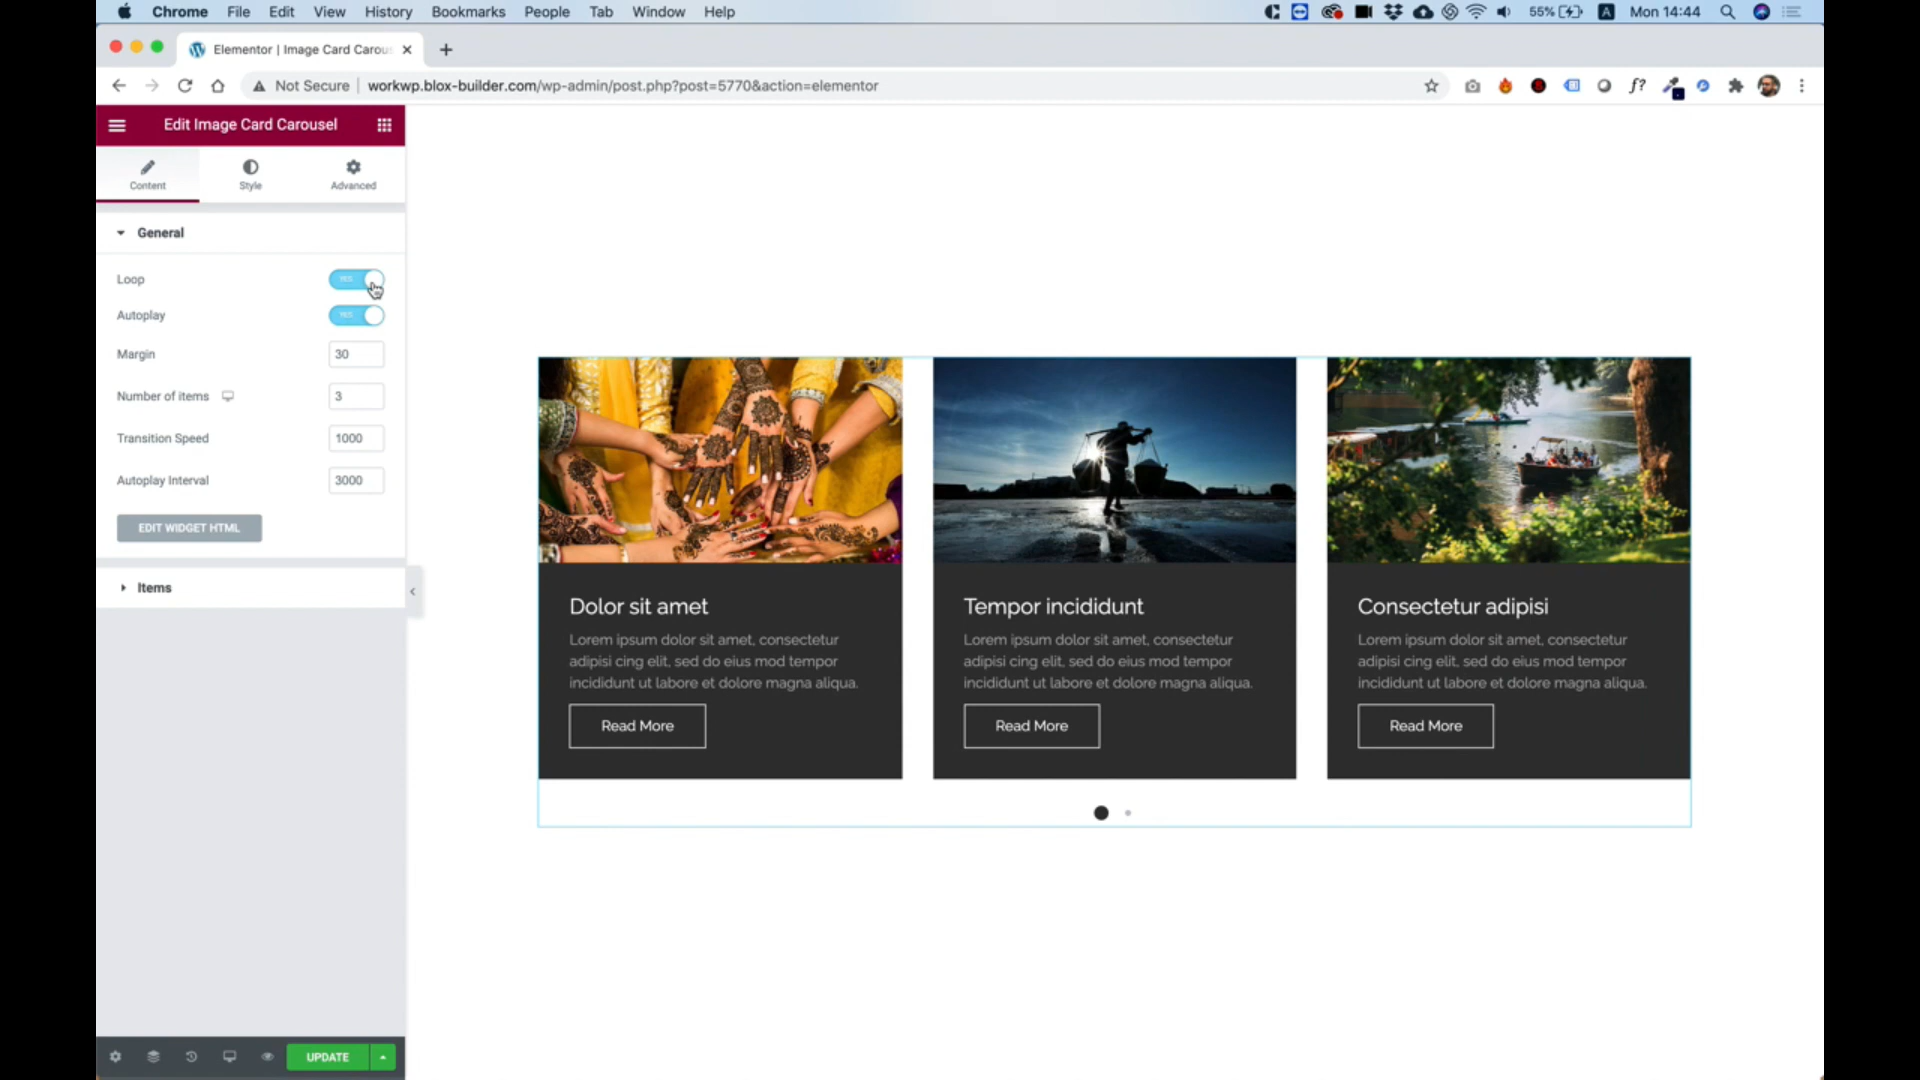 Chrome File Edit View History Bookmarks People Tab Window Help 55% A Mon 14:44
Elementor | Image Card Carou
Not Secure | workwp.blox-builder.com/wp-admin/post.php?post=5770&action=elementor f?
Edit Image Card Carousel
Content Style Advanced
General
Loop YES
Autoplay YES
Margin 30
Number of items 3
Transition Speed 1000
Autoplay Interval 3000
EDIT WIDGET HTML
Items
Dolor sit amet
Lorem ipsum dolor sit amet, consectetur
adipisi cing elit, sed do eius mod tempor
incididunt ut labore et dolore magna aliqua.
Read More
Tempor incididunt
Lorem ipsum dolor sit amet, consectetur
adipisi cing elit, sed do eius mod tempor
incididunt ut labore et dolore magna aliqua.
Read More
Consectetur adipisi
Lorem ipsum dolor sit amet, consectetur
adipisi cing elit, sed do eius mod tempor
incididunt ut labore et dolore magna aliqua.
Read More
UPDATE